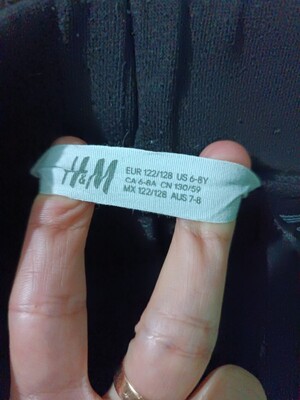 H&M
EUR 122/128 US 6-8Y
CA 6-8A CN 130/59
MX 122/128 AUS 7-8